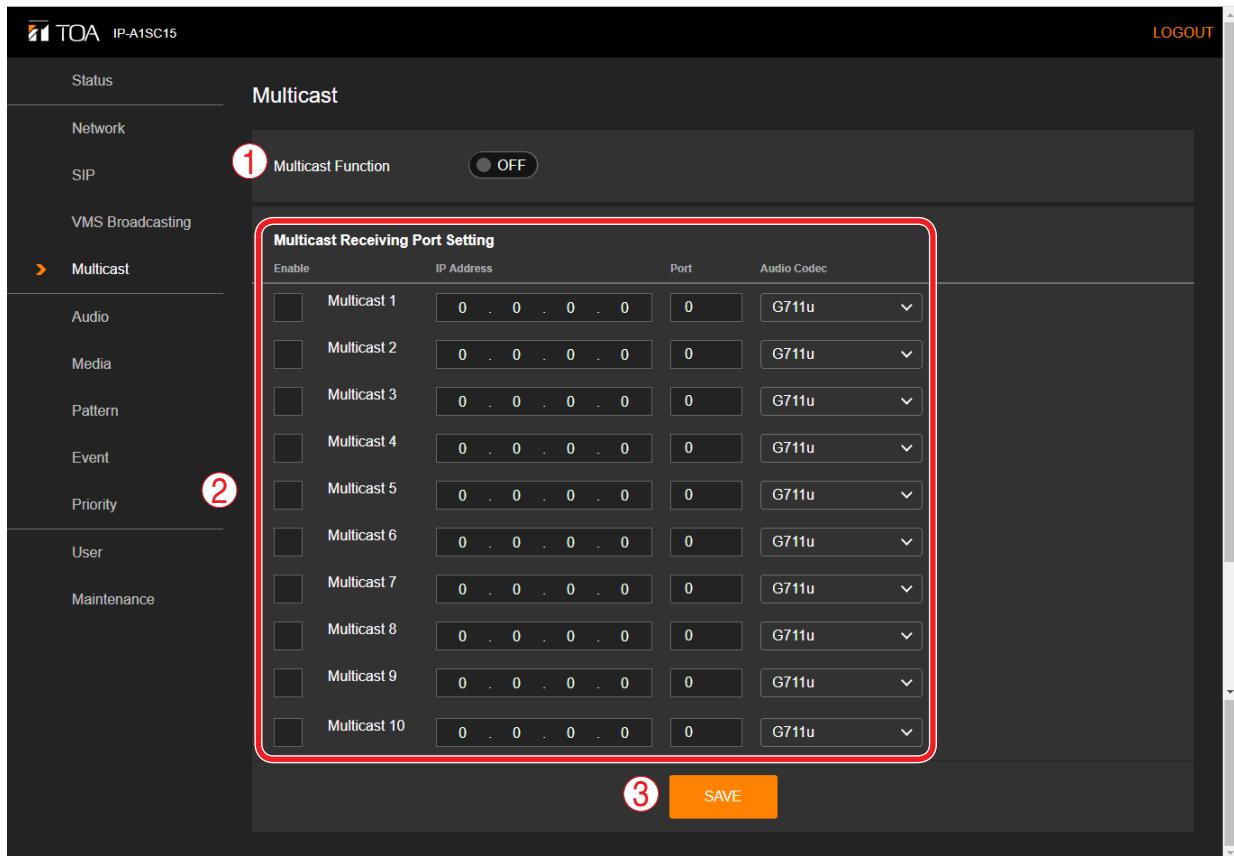 TOA IP-A1SC15 LOGOUT
Status
Network
SIP
VMS Broadcasting
Multicast
Audio
Media
Pattern
Event
Priority
User
Maintenance
Multicast
1 Multicast Function OFF
2
Multicast Receiving Port Setting
Enable IP Address Port Audio Codec
Multicast 1 0 . 0 . 0 . 0 0 G711u
Multicast 2 0 . 0 . 0 . 0 0 G711u
Multicast 3 0 . 0 . 0 . 0 0 G711u
Multicast 4 0 . 0 . 0 . 0 0 G711u
Multicast 5 0 . 0 . 0 . 0 0 G711u
Multicast 6 0 . 0 . 0 . 0 0 G711u
Multicast 7 0 . 0 . 0 . 0 0 G711u
Multicast 8 0 . 0 . 0 . 0 0 G711u
Multicast 9 0 . 0 . 0 . 0 0 G711u
Multicast 10 0 . 0 . 0 . 0 0 G711u
3 SAVE